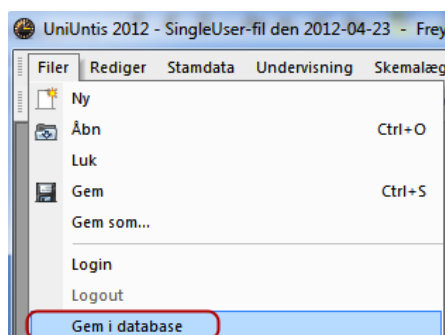 UniUntis 2012 - SingleUser-fil den 2012-04-23 - Frey
Filer Rediger Stamdata Undervisning Skemalæg
Ny
Åbn Ctrl+O
Luk
Gem Ctrl+S
Gem som...
Login
Logout
Gem i database